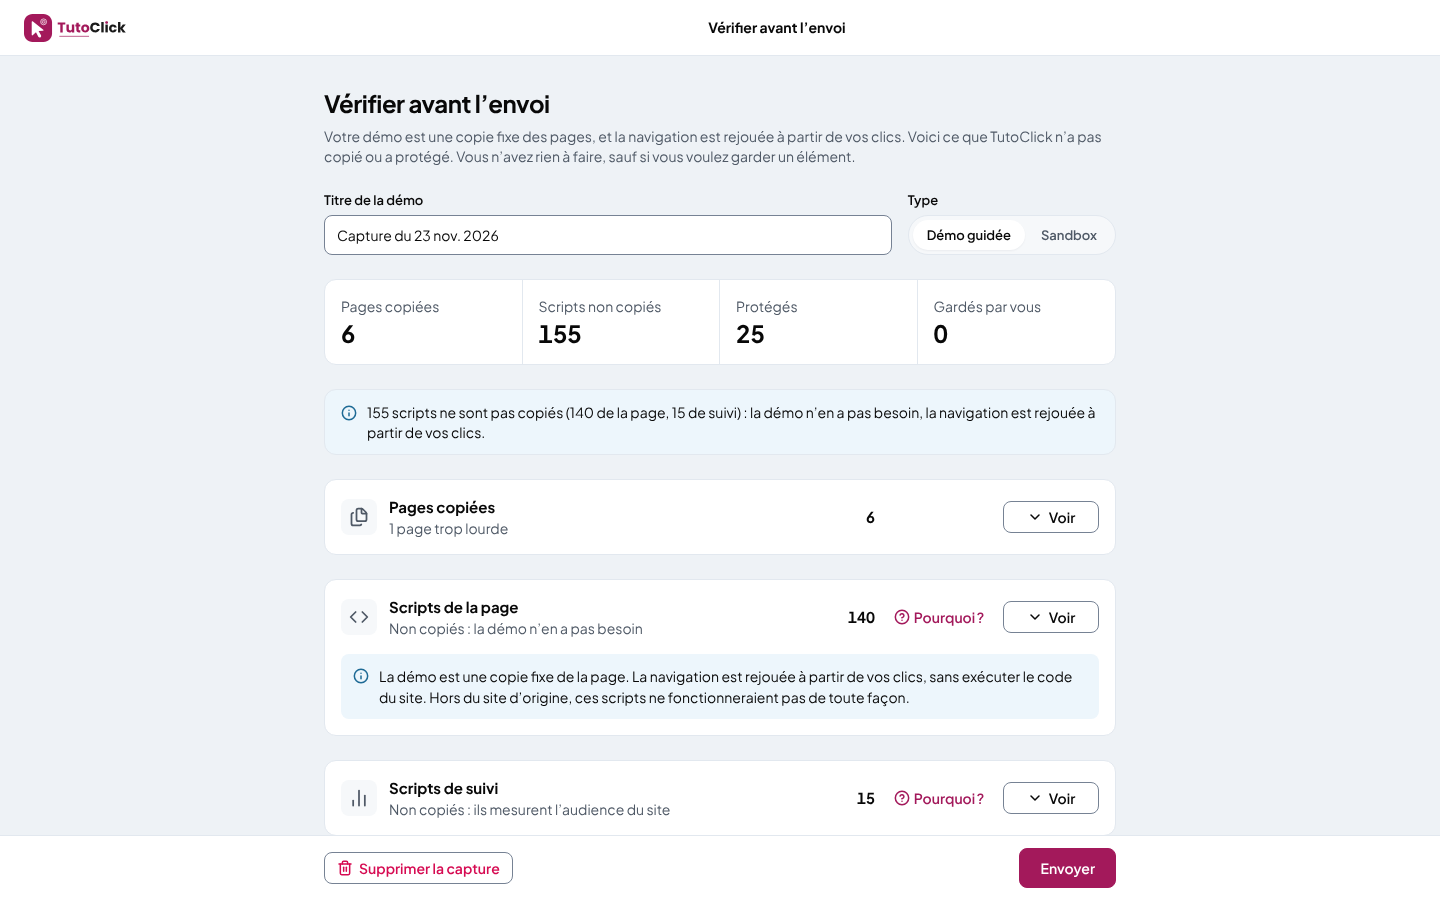 TutoClick
Vérifier avant l’envoi
Vérifier avant l’envoi
Votre démo est une copie fixe des pages, et la navigation est rejouée à partir de vos clics. Voici ce que TutoClick n’a pas
copié ou a protégé. Vous n’avez rien à faire, sauf si vous voulez garder un élément.
Titre de la démo
Type
Capture du 23 nov. 2026
Démo guidée
Sandbox
Pages copiées
Scripts non copiés
Protégés
Gardés par vous
6
155
25
0
155 scripts ne sont pas copiés (140 de la page, 15 de suivi) : la démo n’en a pas besoin, la navigation est rejouée à
partir de vos clics.
Pages copiées
1 page trop lourde
6
Voir
Scripts de la page
Non copiés : la démo n’en a pas besoin
140
Pourquoi ?
Voir
La démo est une copie fixe de la page. La navigation est rejouée à partir de vos clics, sans exécuter le code
du site. Hors du site d’origine, ces scripts ne fonctionneraient pas de toute façon.
Scripts de suivi
Non copiés : ils mesurent l’audience du site
15
Pourquoi ?
Voir
Supprimer la capture
Envoyer